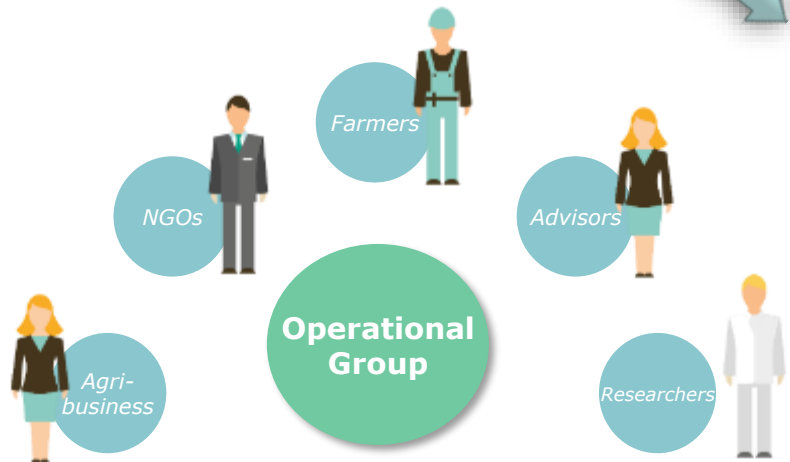 Farmers
NGOs
Advisors
Operational
Group
Agri-
business
Researchers